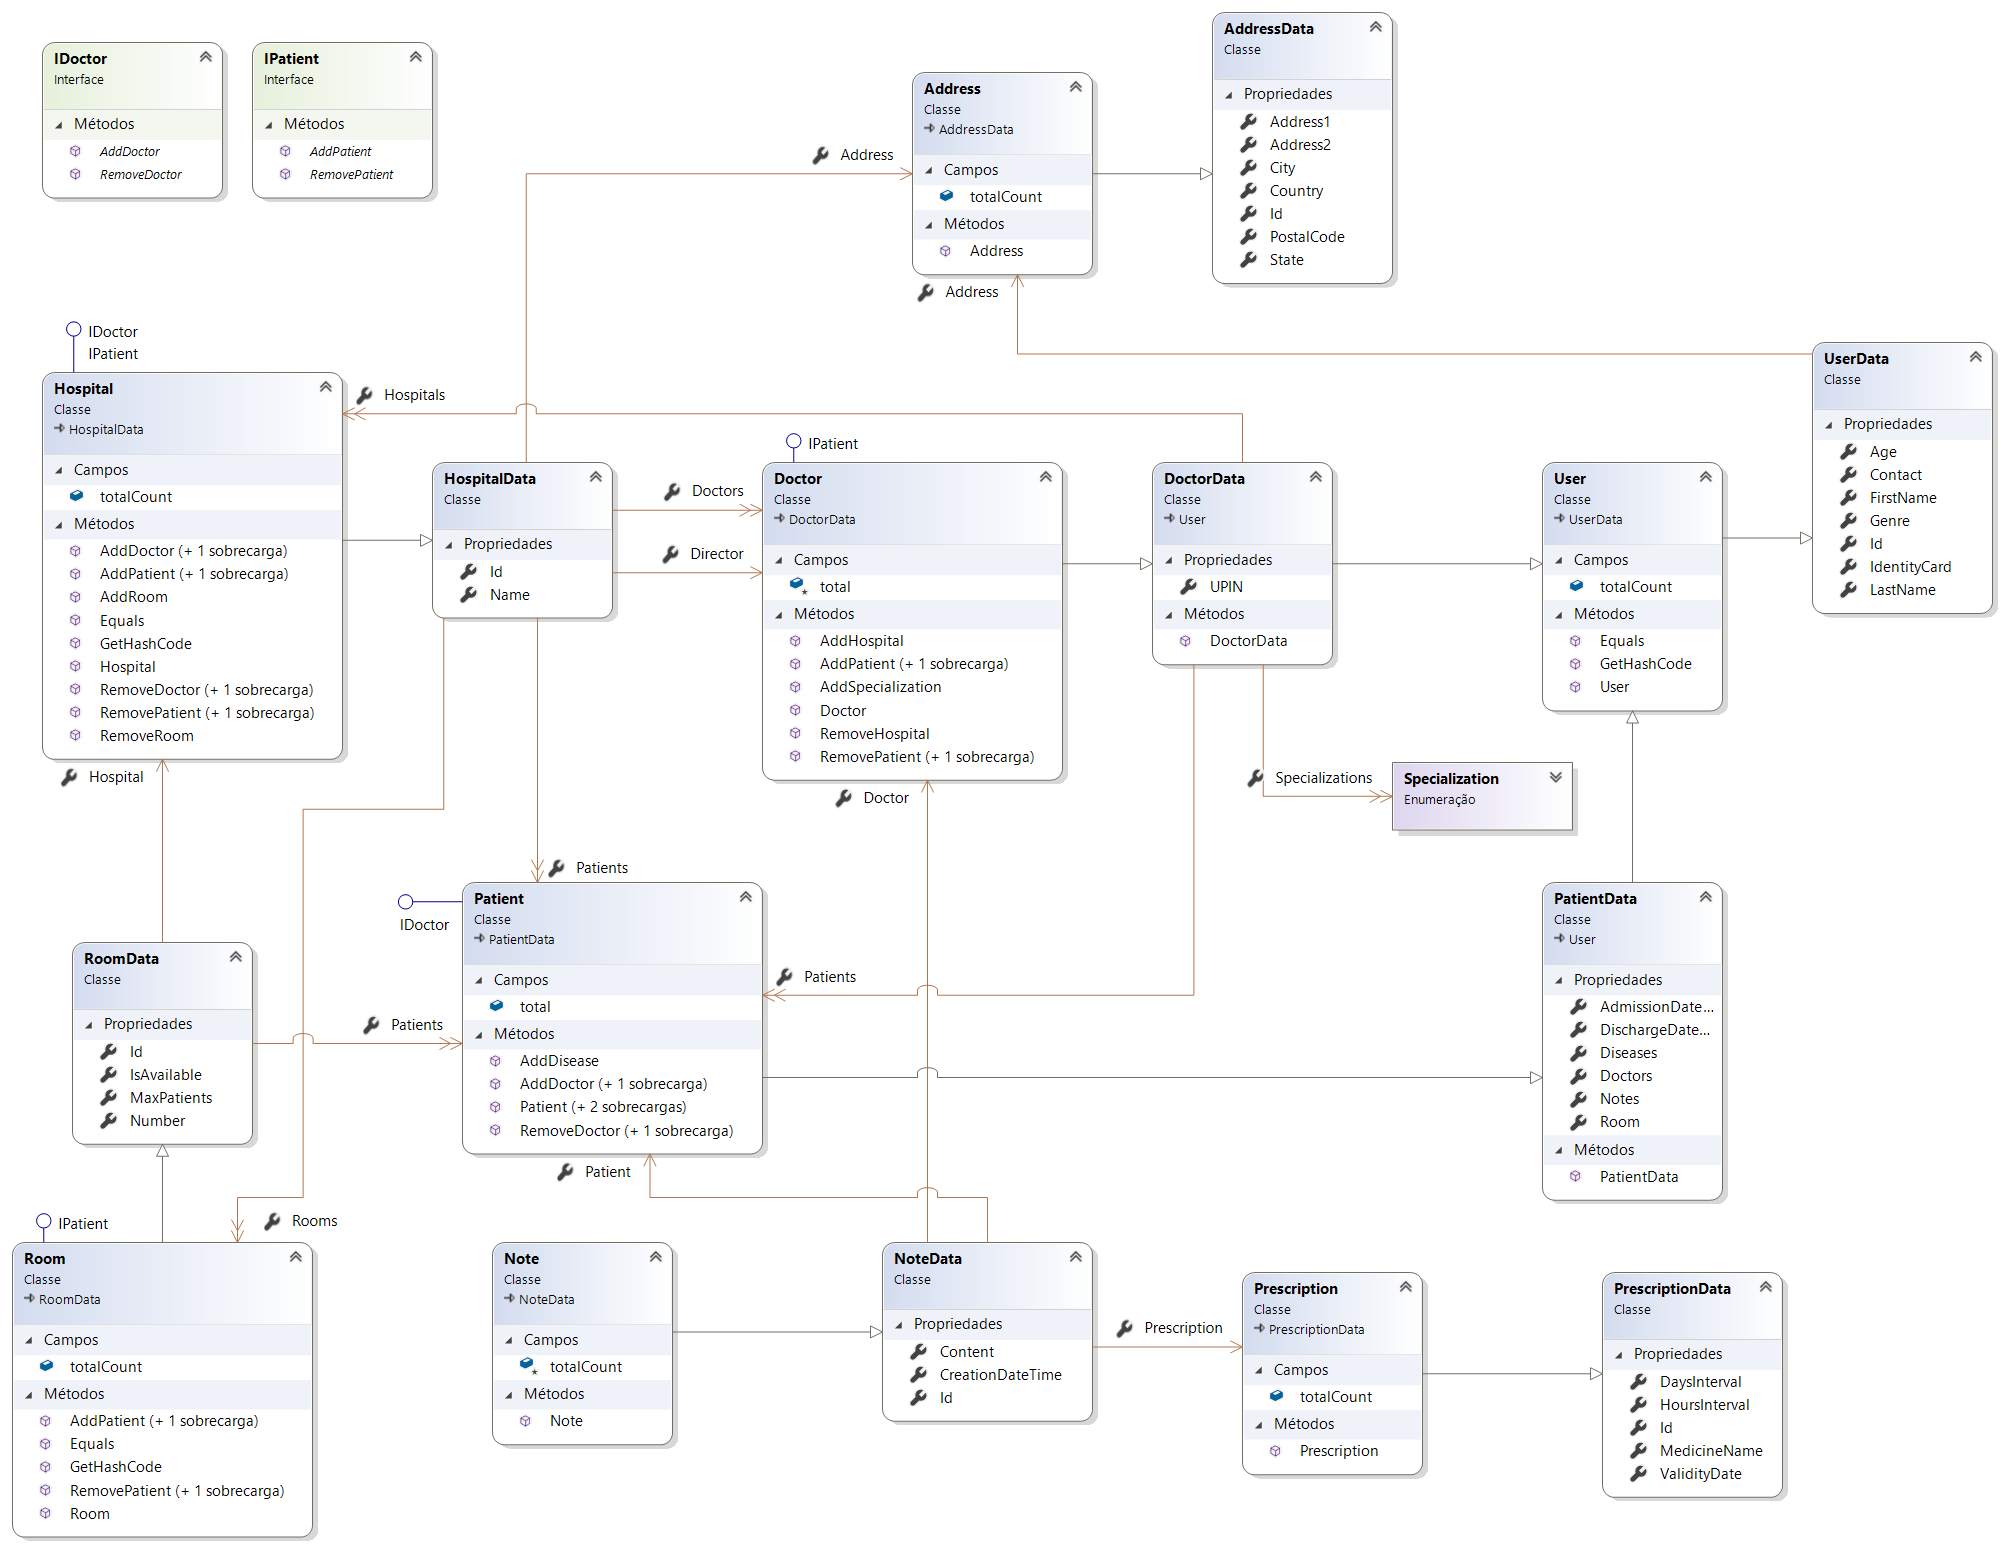 IDoctor
Interface
Métodos
AddDoctor
RemoveDoctor
IPatient
Interface
Métodos
AddPatient
RemovePatient
Address
Classe
AddressData
Campos
totalCount
Métodos
Address
AddressData
Classe
Propriedades
Address1
Address2
City
Country
Id
PostalCode
State
Address
Address
IDoctor
IPatient
Hospital
Classe
HospitalData
Campos
totalCount
Métodos
AddDoctor (+ 1 sobrecarga)
AddPatient (+ 1 sobrecarga)
AddRoom
Equals
GetHashCode
Hospital
RemoveDoctor (+ 1 sobrecarga)
RemovePatient (+ 1 sobrecarga)
RemoveRoom
Hospitals
HospitalData
Classe
Propriedades
Id
Name
Doctors
Director
IPatient
Doctor
Classe
DoctorData
Campos
total
Métodos
AddHospital
AddPatient (+ 1 sobrecarga)
AddSpecialization
Doctor
RemoveHospital
RemovePatient (+ 1 sobrecarga)
DoctorData
Classe
User
Propriedades
UPIN
Métodos
DoctorData
User
Classe
UserData
Campos
totalCount
Métodos
Equals
GetHashCode
User
UserData
Classe
Propriedades
Age
Contact
FirstName
Genre
Id
IdentityCard
LastName
Hospital
Doctor
Specializations
Specialization
Enumeração
Patients
IDoctor
Patient
Classe
PatientData
Campos
total
Métodos
AddDisease
AddDoctor (+ 1 sobrecarga)
Patient (+ 2 sobrecargas)
RemoveDoctor (+ 1 sobrecarga)
Patients
PatientData
Classe
User
Propriedades
AdmissionDate...
DischargeDate...
Diseases
Doctors
Notes
Room
Métodos
PatientData
RoomData
Classe
Propriedades
Id
IsAvailable
MaxPatients
Number
Patients
Patient
IPatient
Rooms
Room
Classe
RoomData
Campos
totalCount
Métodos
AddPatient (+ 1 sobrecarga)
Equals
GetHashCode
RemovePatient (+ 1 sobrecarga)
Room
Note
Classe
NoteData
Campos
totalCount
Métodos
Note
NoteData
Classe
Propriedades
Content
CreationDateTime
Id
Prescription
Prescription
Classe
PrescriptionData
Campos
totalCount
Métodos
Prescription
PrescriptionData
Classe
Propriedades
DaysInterval
HoursInterval
Id
MedicineName
ValidityDate